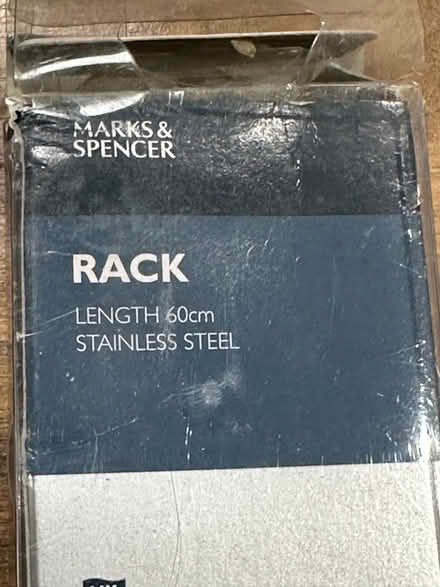 MARKS &
SPENCER
RACK
LENGTH 60cm
STAINLESS STEEL